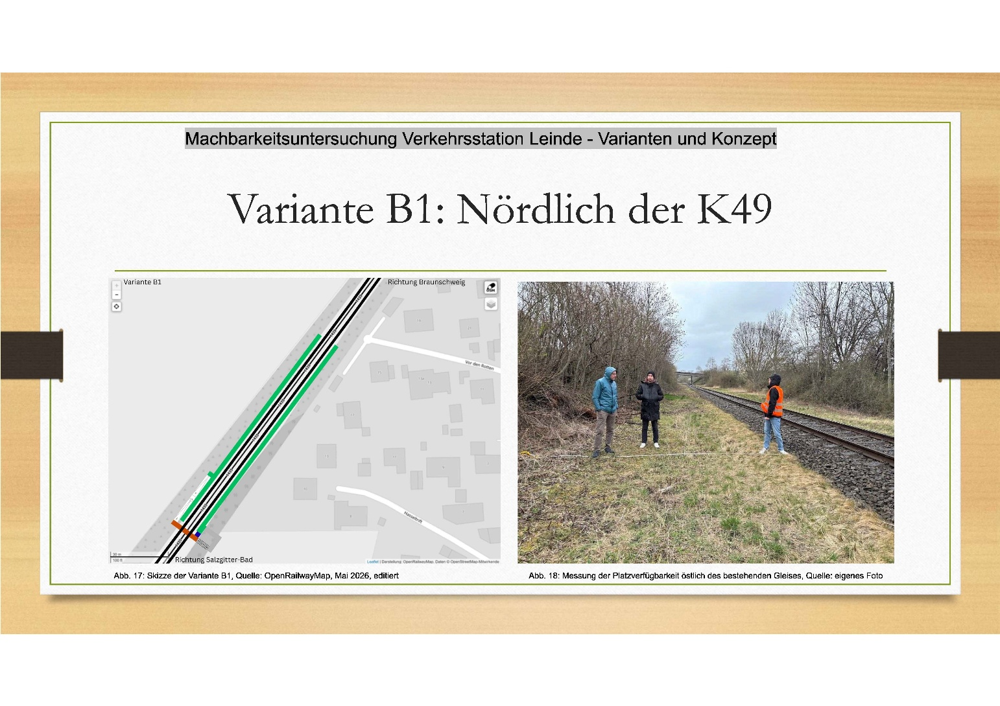 Machbarkeitsuntersuchung Verkehrsstation Leinde - Varianten und Konzept
Variante B1: Nördlich der K49
Variante B1
Richtung Braunschweig
Vor den Rotten
Hasseltrift
30 m
100 ft
Richtung Salzgitter-Bad
Leaflet | Darstellung: OpenRailwayMap, Daten © OpenStreetMap-Mitwirkende
Abb. 17: Skizze der Variante B1, Quelle: OpenRailwayMap, Mai 2026, editiert
Abb. 18: Messung der Platzverfügbarkeit östlich des bestehenden Gleises, Quelle: eigenes Foto